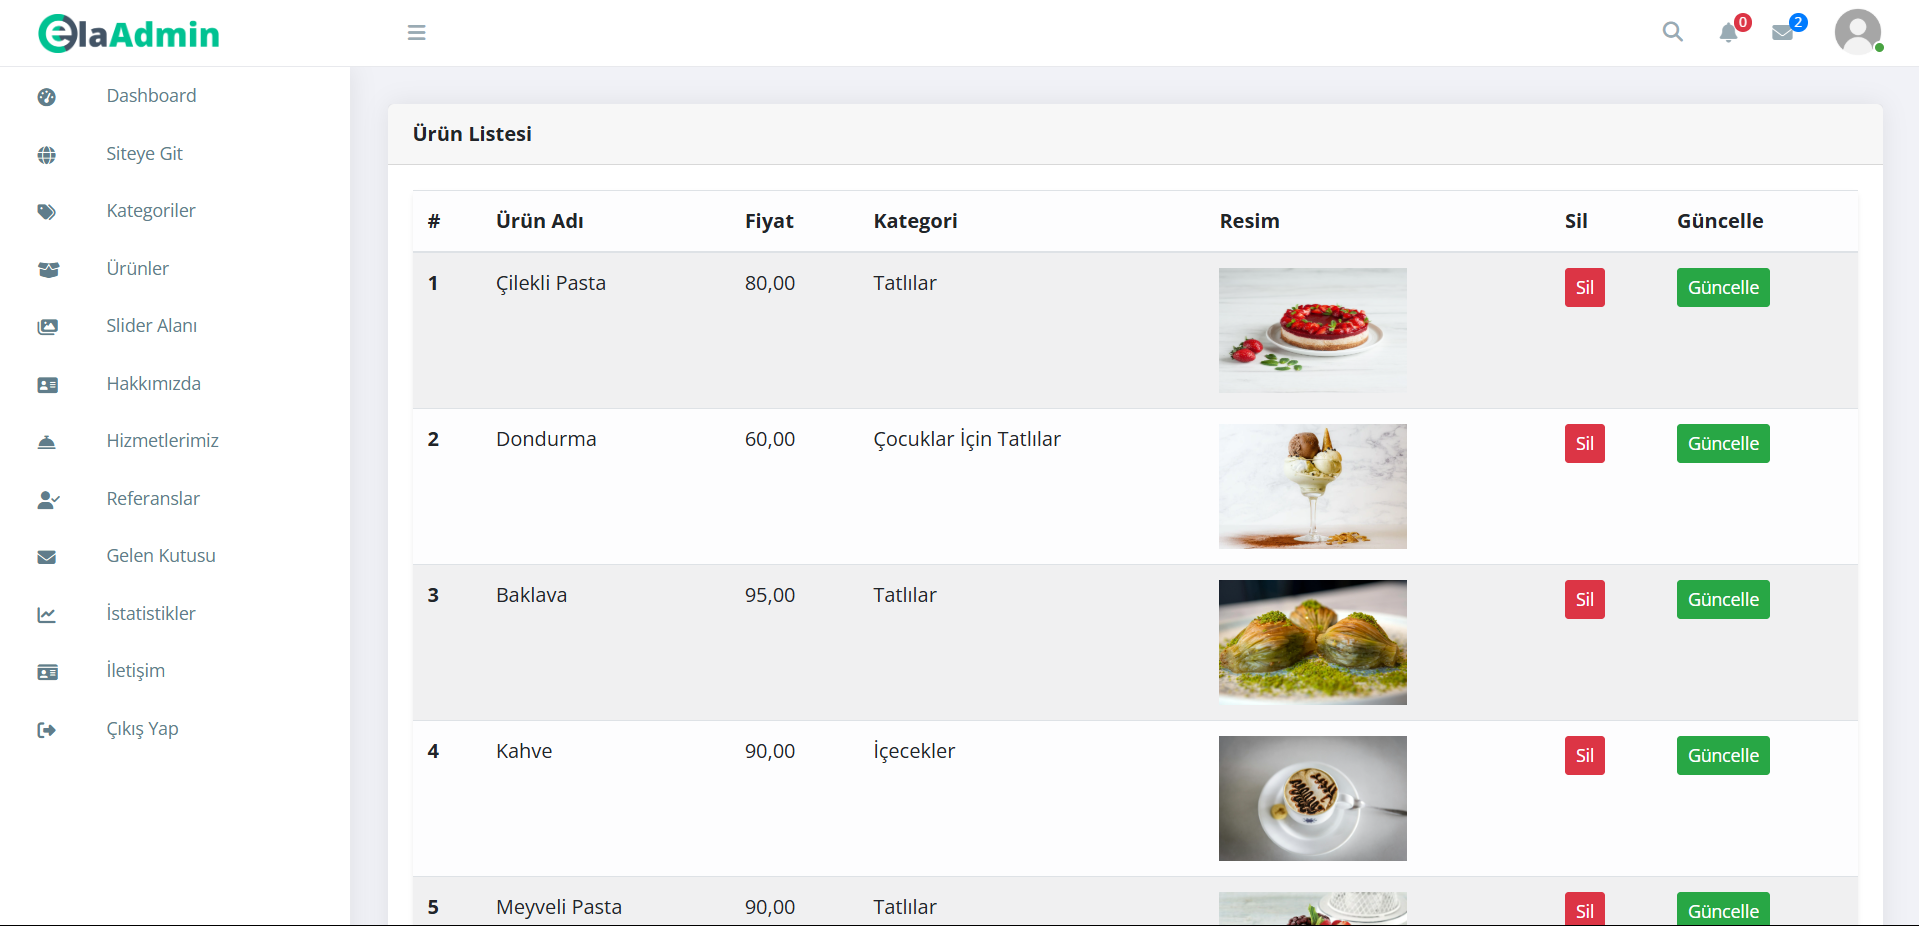 elaAdmin
0
2
Dashboard
Siteye Git
Kategoriler
Ürünler
Slider Alanı
Hakkımızda
Hizmetlerimiz
Referanslar
Gelen Kutusu
İstatistikler
İletişim
Çıkış Yap
Ürün Listesi
# Ürün Adı Fiyat Kategori Resim Sil Güncelle
1 Çilekli Pasta 80,00 Tatlılar Sil Güncelle
2 Dondurma 60,00 Çocuklar İçin Tatlılar Sil Güncelle
3 Baklava 95,00 Tatlılar Sil Güncelle
4 Kahve 90,00 İçecekler Sil Güncelle
5 Meyveli Pasta 90,00 Tatlılar Sil Güncelle